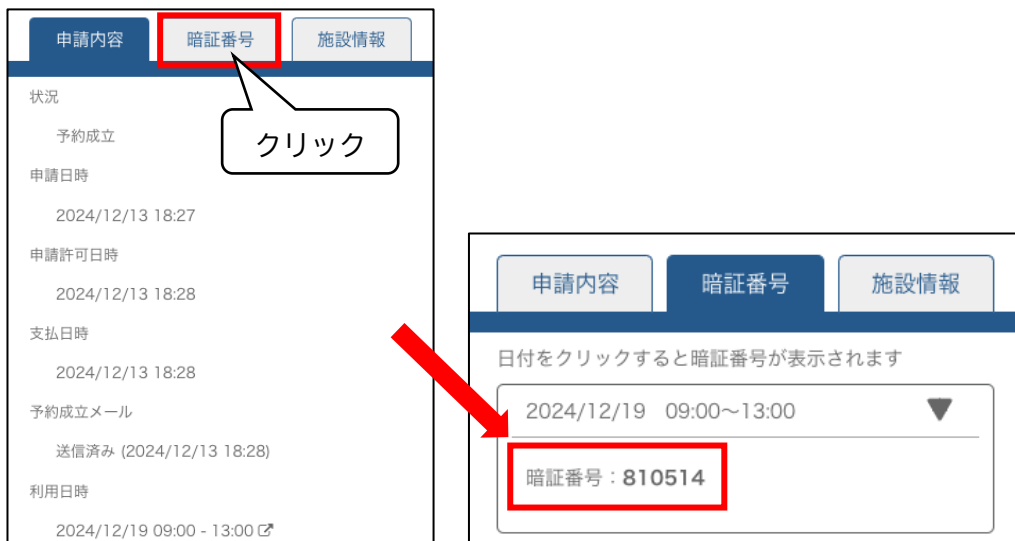 申請内容 暗証番号 施設情報
クリック
状況
予約成立
申請日時
2024/12/13 18:27
申請許可日時
2024/12/13 18:28
支払日時
2024/12/13 18:28
予約成立メール
送信済み (2024/12/13 18:28)
利用日時
2024/12/19 09:00 - 13:00
申請内容 暗証番号 施設情報
日付をクリックすると暗証番号が表示されます
2024/12/19 09:00～13:00 ▼
暗証番号：810514